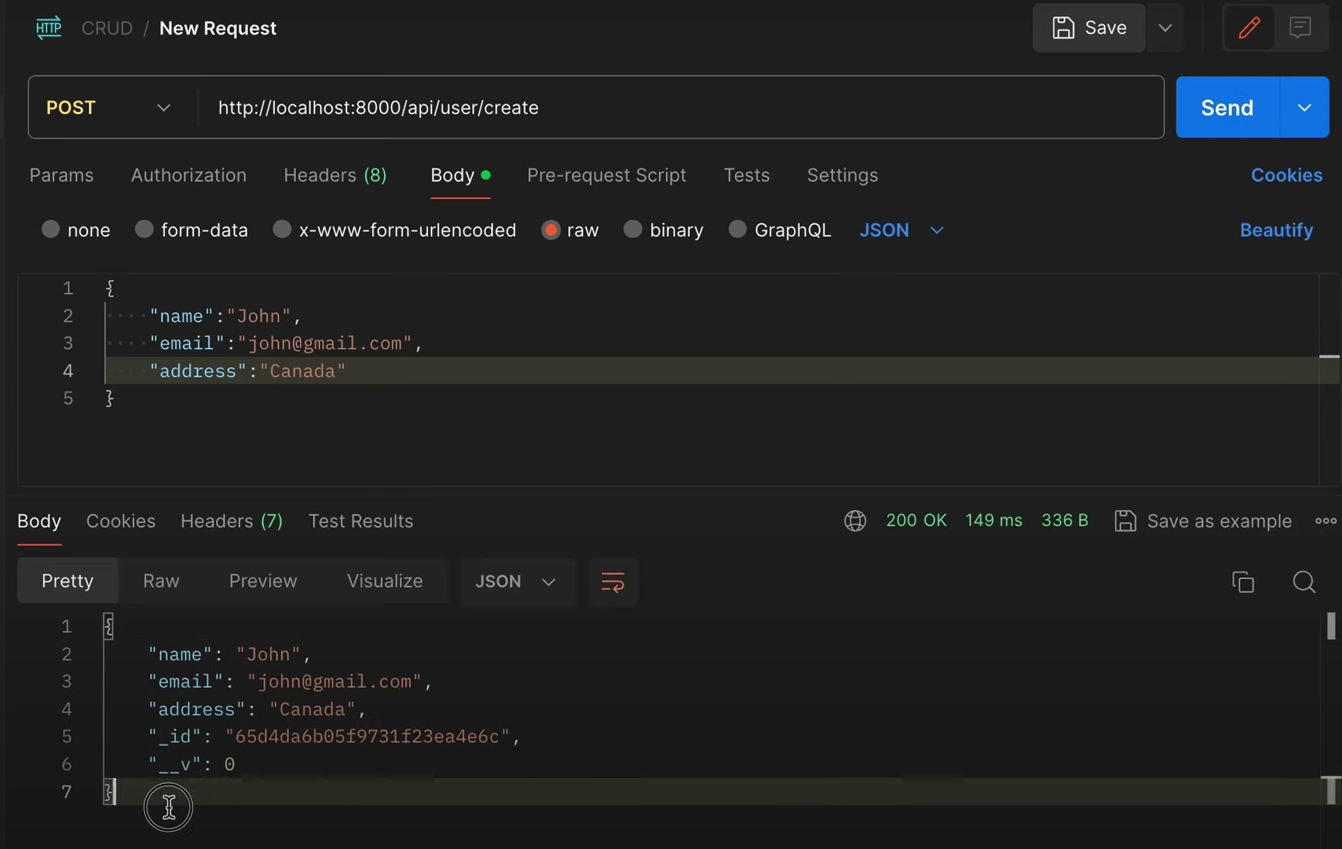 HTTP CRUD / New Request Save
POST http://localhost:8000/api/user/create Send
Params Authorization Headers (8) Body Pre-request Script Tests Settings Cookies
none form-data x-www-form-urlencoded raw binary GraphQL JSON Beautify
1 {
2 "name":"John",
3 "email":"john@gmail.com",
4 "address":"Canada"
5 }
Body Cookies Headers (7) Test Results 200 OK 149 ms 336 B Save as example
Pretty Raw Preview Visualize JSON
1 {
2 "name": "John",
3 "email": "john@gmail.com",
4 "address": "Canada",
5 "_id": "65d4da6b05f9731f23ea4e6c",
6 "__v": 0
7 }